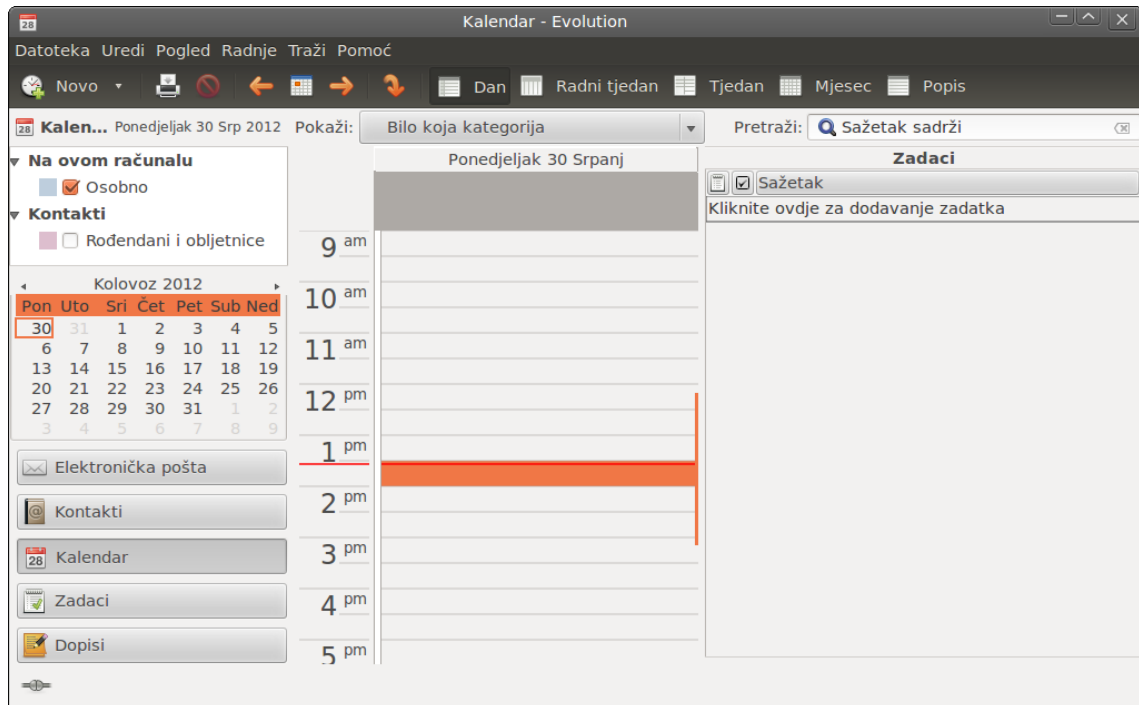 28 Kalendar - Evolution
Datoteka Uredi Pogled Radnje Traži Pomoć
Novo Dan Radni tjedan Tjedan Mjesec Popis
28 Kalen... Ponedjeljak 30 Srp 2012 Pokaži: Bilo koja kategorija Pretraži: Sažetak sadrži
Na ovom računalu
Osobno
Kontakti
Rođendani i obljetnice
Kolovoz 2012
Pon Uto Sri Čet Pet Sub Ned
30 31 1 2 3 4 5
6 7 8 9 10 11 12
13 14 15 16 17 18 19
20 21 22 23 24 25 26
27 28 29 30 31 1 2
3 4 5 6 7 8 9
Elektronička pošta
@ Kontakti
28 Kalendar
Zadaci
Dopisi
Ponedjeljak 30 Srpanj
9 am
10 am
11 am
12 pm
1 pm
2 pm
3 pm
4 pm
5 pm
Zadaci
Sažetak
Kliknite ovdje za dodavanje zadatka